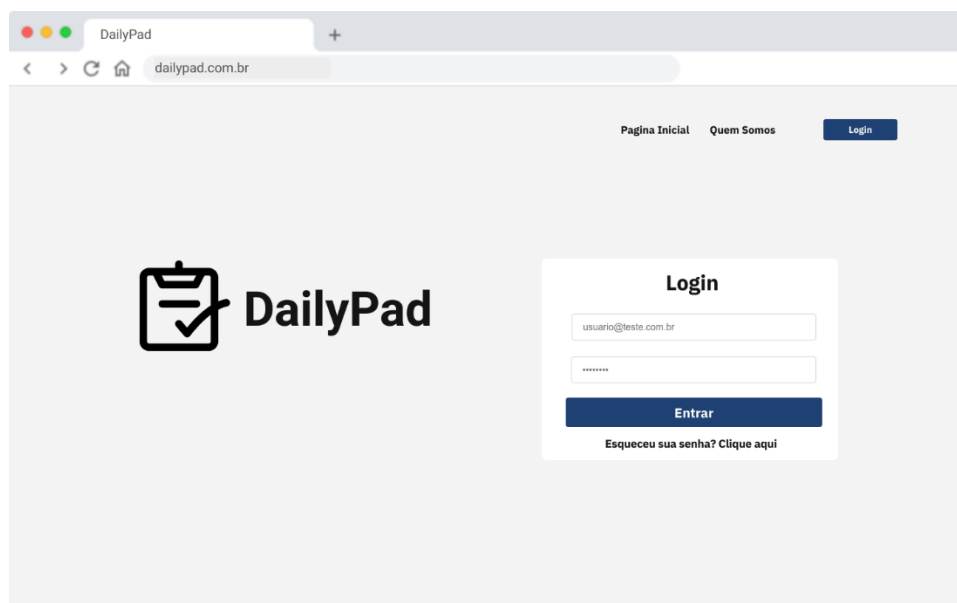 DailyPad
dailypad.com.br
Pagina Inicial Quem Somos Login
DailyPad
Login
usuario@teste.com.br
••••••••
Entrar
Esqueceu sua senha? Clique aqui